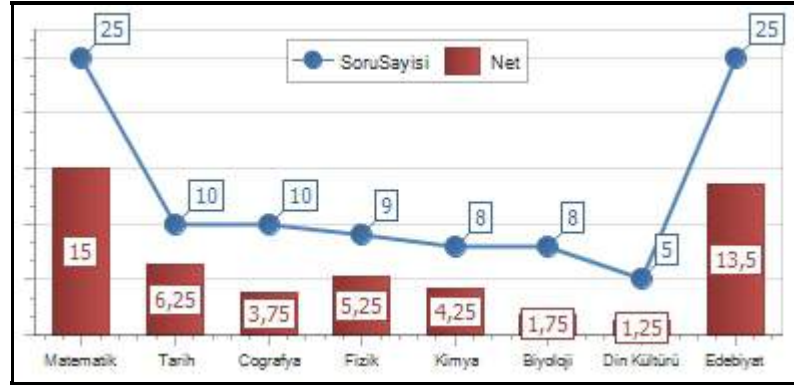 25
25
SoruSayisi
Net
10
10
9
8
8
5
15
6,25
3,75
5,25
4,25
1,75
1,25
13,5
Matematik
Tarih
Cografya
Fizik
Kimya
Biyoloji
Din Kültürü
Edebiyat